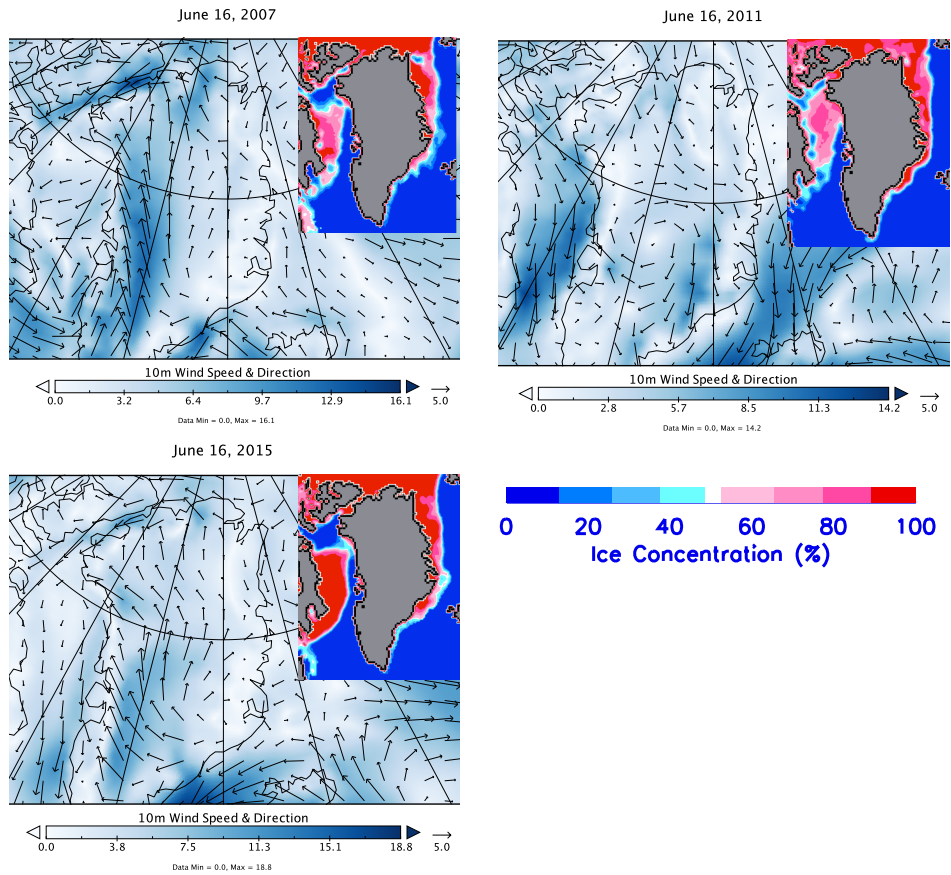 June 16, 2007
10m Wind Speed & Direction
0.0 3.2 6.4 9.7 12.9 16.1 5.0
Data Min = 0.0, Max = 16.1
June 16, 2011
10m Wind Speed & Direction
0.0 2.8 5.7 8.5 11.3 14.2 5.0
Data Min = 0.0, Max = 14.2
June 16, 2015
10m Wind Speed & Direction
0.0 3.8 7.5 11.3 15.1 18.8 5.0
Data Min = 0.0, Max = 18.8
0 20 40 60 80 100
Ice Concentration (%)